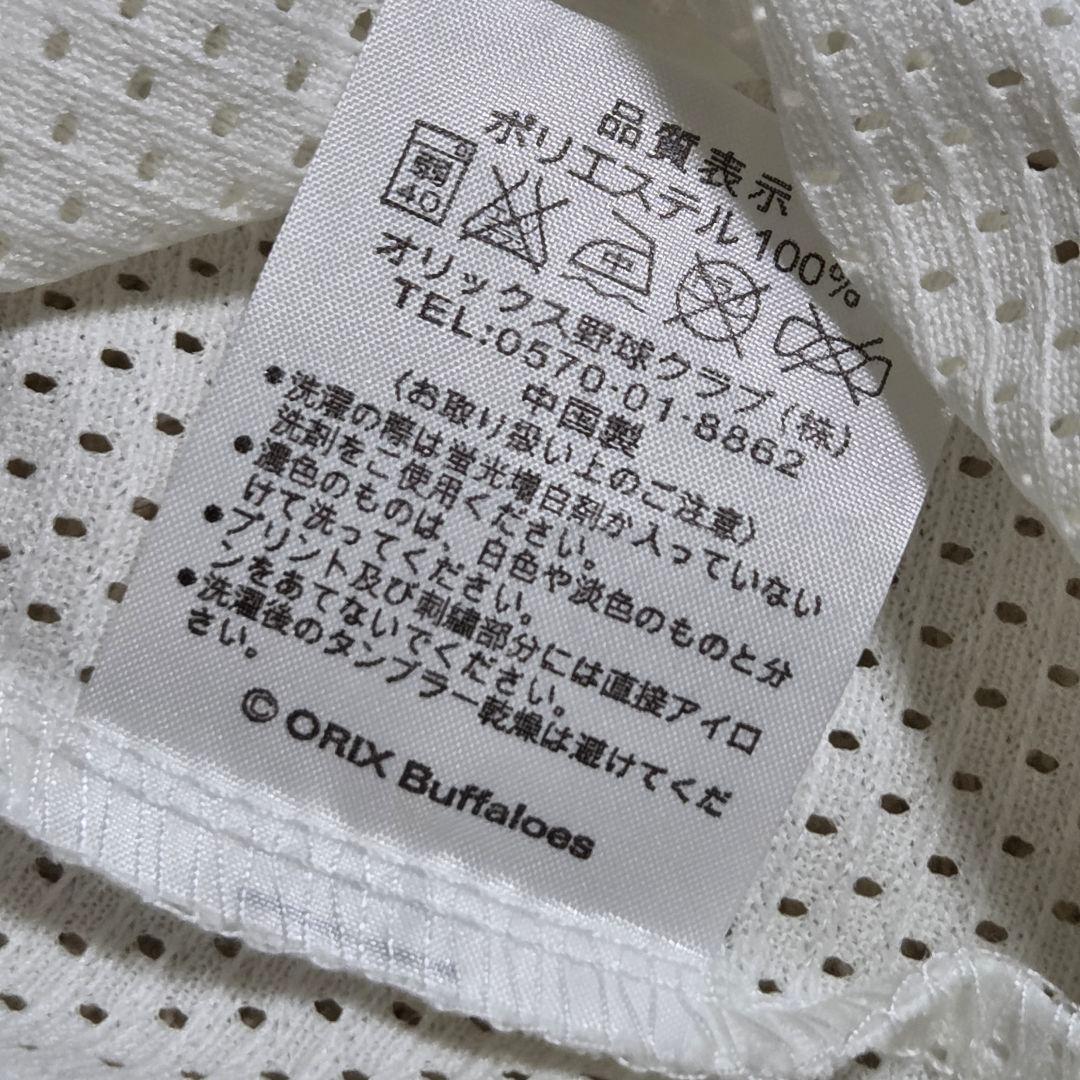 品質表示
ポリエステル100%
弱
40
中
オリックス野球クラブ(株)
TEL:0570-01-8862
中国製
〈お取り扱い上のご注意〉
●洗濯の際は蛍光増白剤が入っていない
洗剤をご使用ください。
●濃色のものは、白色や淡色のものと分
けて洗ってください。
●プリント及び刺繍部分には直接アイロ
ンをあてないでください。
●洗濯後のタンブラー乾燥は避けてくだ
さい。
© ORIX Buffaloes